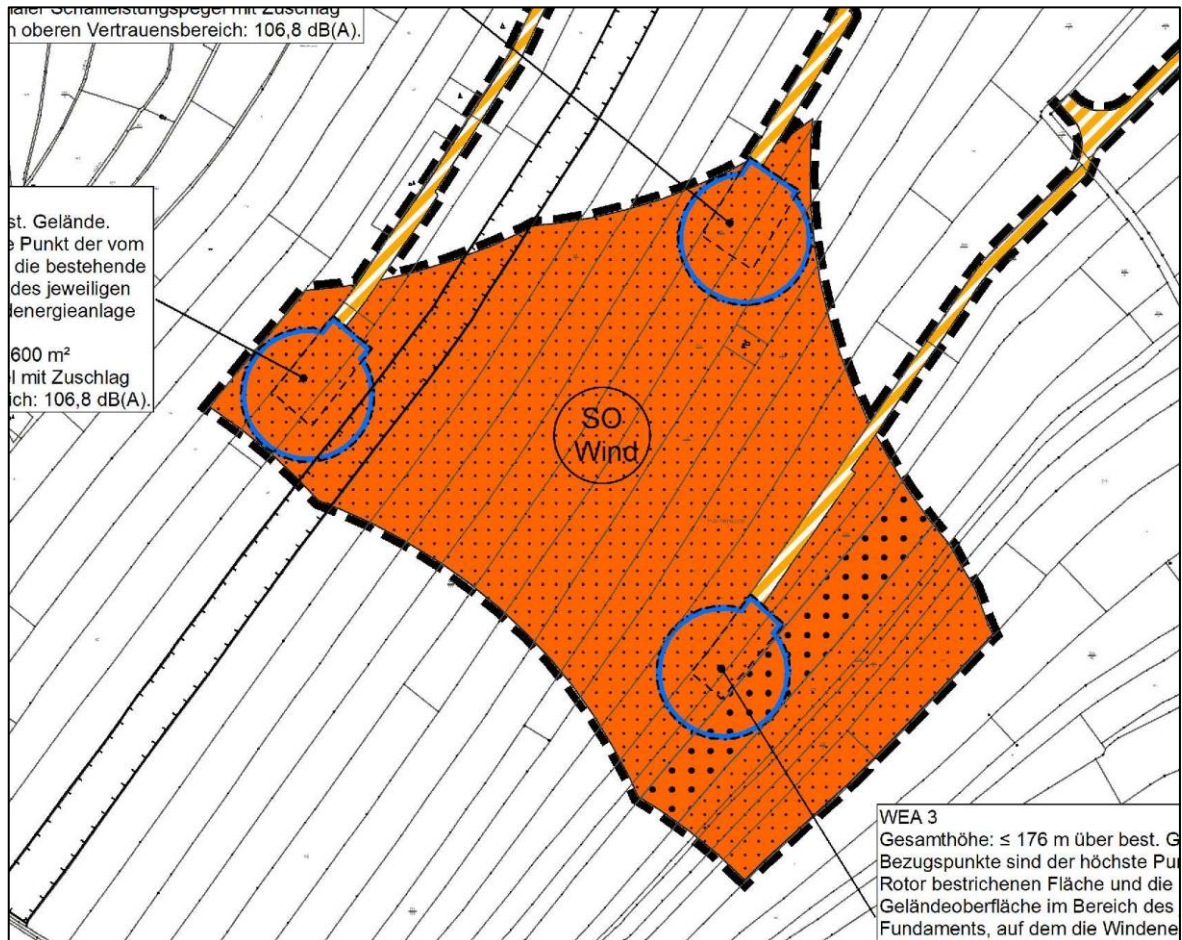 Schallleistungspegel mit Zuschlag
oberen Vertrauensbereich: 106,8 dB(A).
st. Gelände.
Punkt der vom
die bestehende
des jeweiligen
denergieanlage
600 m²
mit Zuschlag
ich: 106,8 dB(A).
SO
Wind
WEA 3
Gesamthöhe: ≤ 176 m über best. G
Bezugspunkte sind der höchste Pu
Rotor bestrichenen Fläche und die
Geländeoberfläche im Bereich des
Fundaments, auf dem die Windene